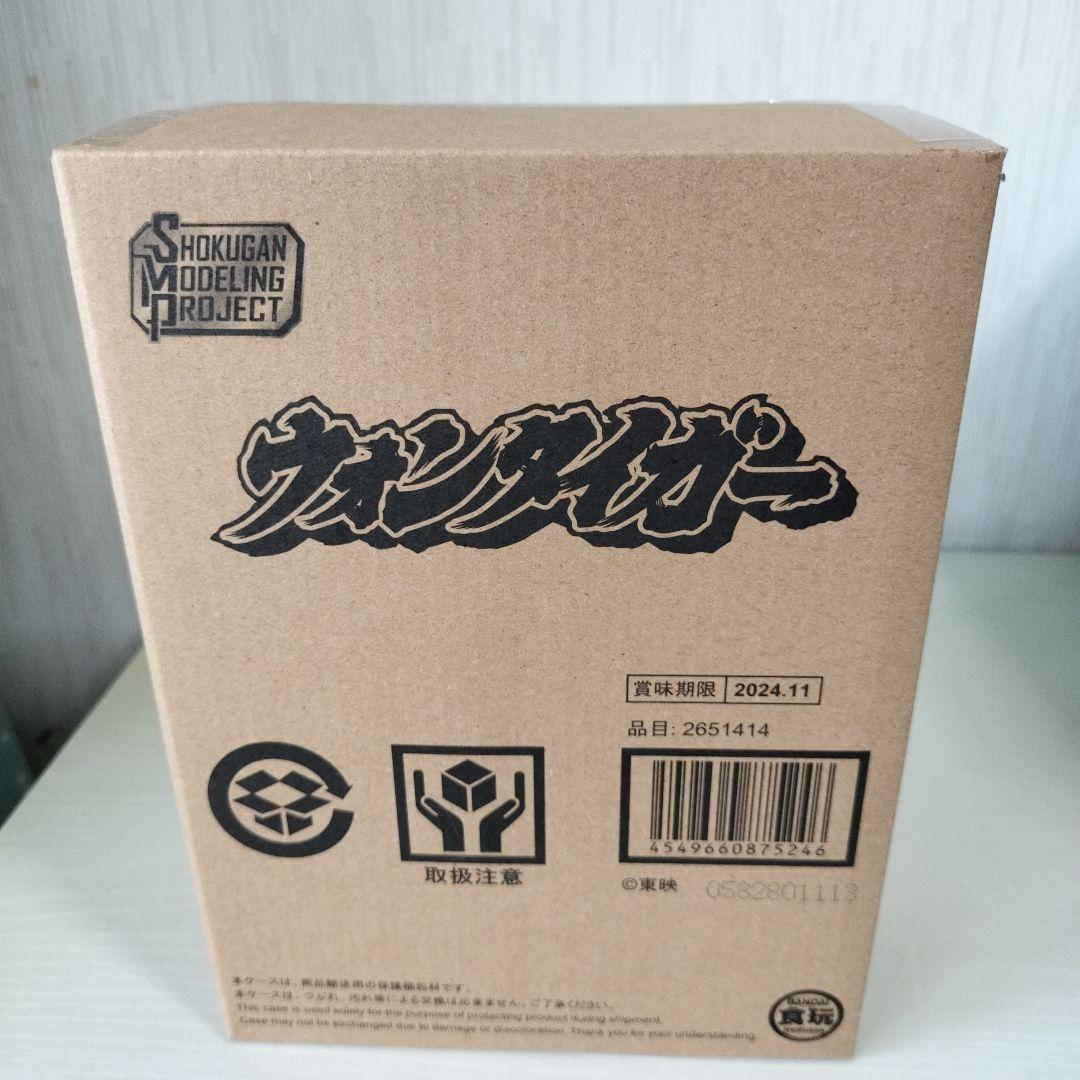 SHOKUGAN
MODELING
PROJECT
ウォンタイガー
賞味期限 2024.11
品目: 2651414
4549660875246
取扱注意
©東映 0582801113
本ケースは、商品輸送用の保護梱包材です。
本ケースは、つぶれ、汚れ等による交換は出来ません。ご了承ください。
This case is used solely for the purpose of protecting product during shipment.
Case may not be exchanged due to damage or discoloration. Thank you for your understanding.
BANDAI
食玩